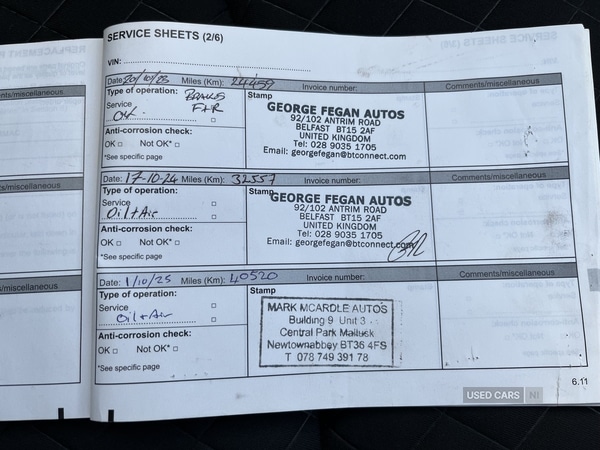 SERVICE SHEETS (2/6)
VIN:
Date: 20/10/23 Miles (Km): 24459 Invoice number: Comments/miscellaneous
Type of operation: BRAKES
Service F+R
Stamp
GEORGE FEGAN AUTOS
92/102 ANTRIM ROAD
BELFAST BT15 2AF
UNITED KINGDOM
Tel: 028 9035 1705
Email: georgefegan@btconnect.com
Anti-corrosion check:
OK □ Not OK* □
*See specific page
Date: 17-10-24 Miles (Km): 32557 Invoice number: Comments/miscellaneous
Type of operation:
Service
Oil+Air
Stamp
GEORGE FEGAN AUTOS
92/102 ANTRIM ROAD
BELFAST BT15 2AF
UNITED KINGDOM
Tel: 028 9035 1705
Email: georgefegan@btconnect.com
Anti-corrosion check:
OK □ Not OK* □
*See specific page
Date: 1/10/25 Miles (Km): 40520 Invoice number: Comments/miscellaneous
Type of operation:
Service
Oil+Air
Stamp
MARK MCARDLE AUTOS
Building 9 Unit 3
Central Park Mallusk
Newtownabbey BT36 4FS
T 078 749 391 78
Anti-corrosion check:
OK □ Not OK* □
*See specific page
6.11
USED CARS NI